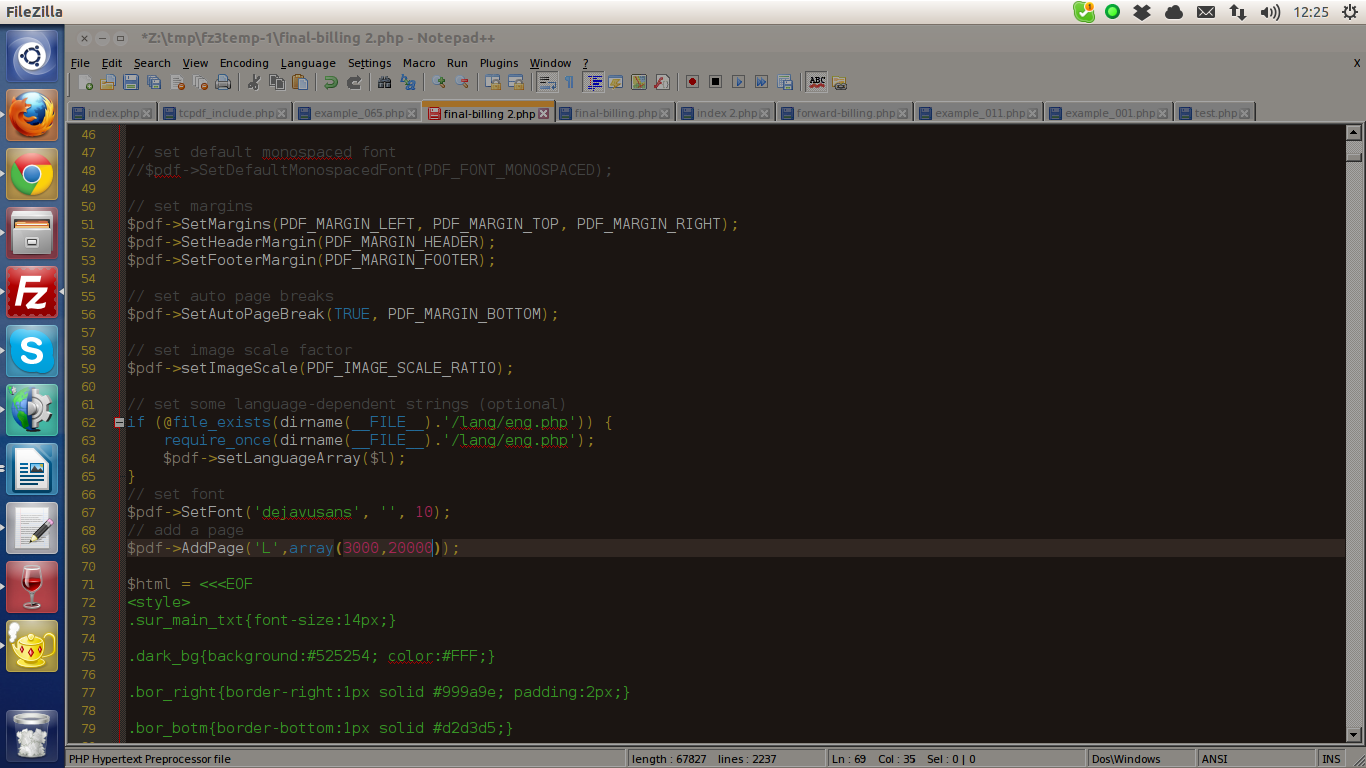 FileZilla
12:25
*Z:\tmp\fz3temp-1\final-billing 2.php - Notepad++
File Edit Search View Encoding Language Settings Macro Run Plugins Window ? X
index.php tcpdf_include.php example_065.php final-billing 2.php final-billing.php index 2.php forward-billing.php example_011.php example_001.php test.php
46
47 // set default monospaced font
48 //$pdf->SetDefaultMonospacedFont(PDF_FONT_MONOSPACED);
49
50 // set margins
51 $pdf->SetMargins(PDF_MARGIN_LEFT, PDF_MARGIN_TOP, PDF_MARGIN_RIGHT);
52 $pdf->SetHeaderMargin(PDF_MARGIN_HEADER);
53 $pdf->SetFooterMargin(PDF_MARGIN_FOOTER);
54
55 // set auto page breaks
56 $pdf->SetAutoPageBreak(TRUE, PDF_MARGIN_BOTTOM);
57
58 // set image scale factor
59 $pdf->setImageScale(PDF_IMAGE_SCALE_RATIO);
60
61 // set some language-dependent strings (optional)
62 if (@file_exists(dirname(__FILE__).'/lang/eng.php')) {
63 require_once(dirname(__FILE__).'/lang/eng.php');
64 $pdf->setLanguageArray($l);
65 }
66 // set font
67 $pdf->SetFont('dejavusans', '', 10);
68 // add a page
69 $pdf->AddPage('L',array(3000,20000));
70
71 $html = <<<EOF
72 <style>
73 .sur_main_txt{font-size:14px;}
74
75 .dark_bg{background:#525254; color:#FFF;}
76
77 .bor_right{border-right:1px solid #999a9e; padding:2px;}
78
79 .bor_botm{border-bottom:1px solid #d2d3d5;}
PHP Hypertext Preprocessor file length : 67827 lines : 2237 Ln : 69 Col : 35 Sel : 0 | 0 Dos\Windows ANSI INS